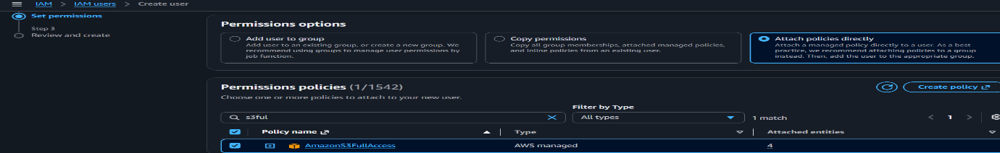 IAM > IAM users > Create user
Set permissions
Step 3
Review and create
Permissions options
Add user to group
Add user to an existing group, or create a new group. We
recommend using groups to manage user permissions by
job function.
Copy permissions
Copy all group memberships, attached managed policies,
and inline policies from an existing user.
Attach policies directly
Attach a managed policy directly to a user. As a best
practice, we recommend attaching policies to a group
instead. Then, add the user to the appropriate group.
Permissions policies (1/1542)
Choose one or more policies to attach to your new user.
Create policy
Filter by Type
s3ful
All types
1 match
< 1 >
Policy name
Type
Attached entities
AmazonS3FullAccess
AWS managed
4